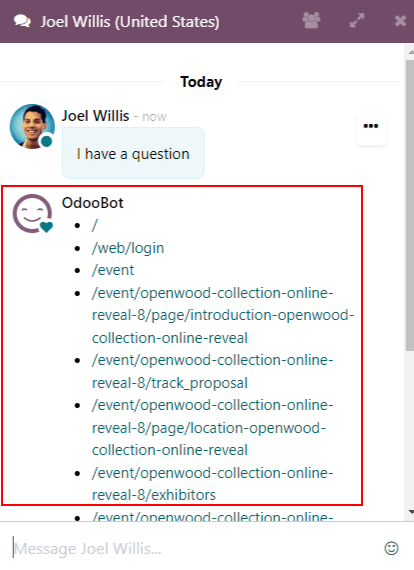 Joel Willis (United States)
Today
Joel Willis - now
I have a question
OdooBot
/
/web/login
/event
/event/openwood-collection-online-
reveal-8/page/introduction-openwood-
collection-online-reveal
/event/openwood-collection-online-
reveal-8/track_proposal
/event/openwood-collection-online-
reveal-8/page/location-openwood-
collection-online-reveal
/event/openwood-collection-online-
reveal-8/exhibitors
/event/openwood-collection-online-
Message Joel Willis...